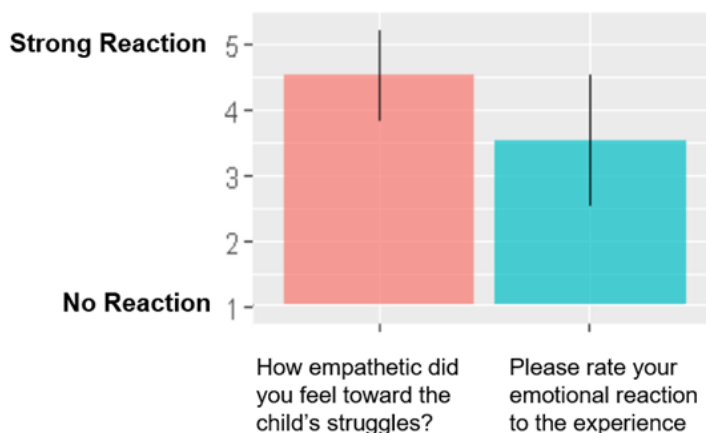 Strong Reaction
5
4
3
2
No Reaction
1
How empathetic did
you feel toward the
child's struggles?
Please rate your
emotional reaction
to the experience